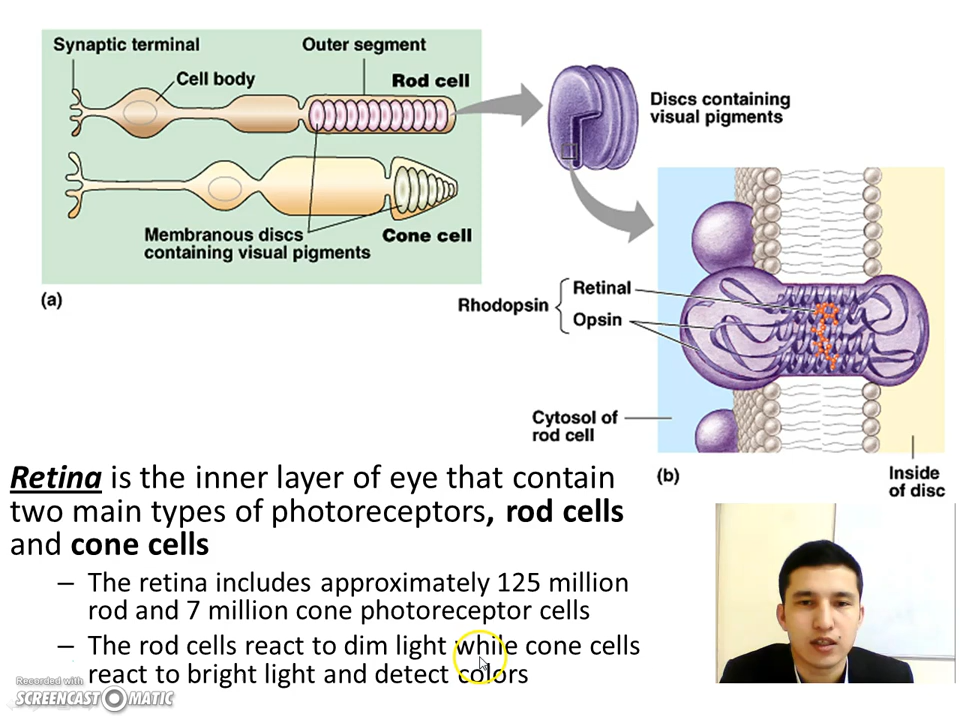 Synaptic terminal
Outer segment
Cell body
Rod cell
Discs containing
visual pigments
Membranous discs
containing visual pigments
Cone cell
(a)
Rhodopsin
Retinal
Opsin
Cytosol of
rod cell
(b)
Inside
of disc
Retina is the inner layer of eye that contain
two main types of photoreceptors, rod cells
and cone cells
– The retina includes approximately 125 million
rod and 7 million cone photoreceptor cells
– The rod cells react to dim light while cone cells
react to bright light and detect colors
Recorded with
SCREENCAST O MATIC